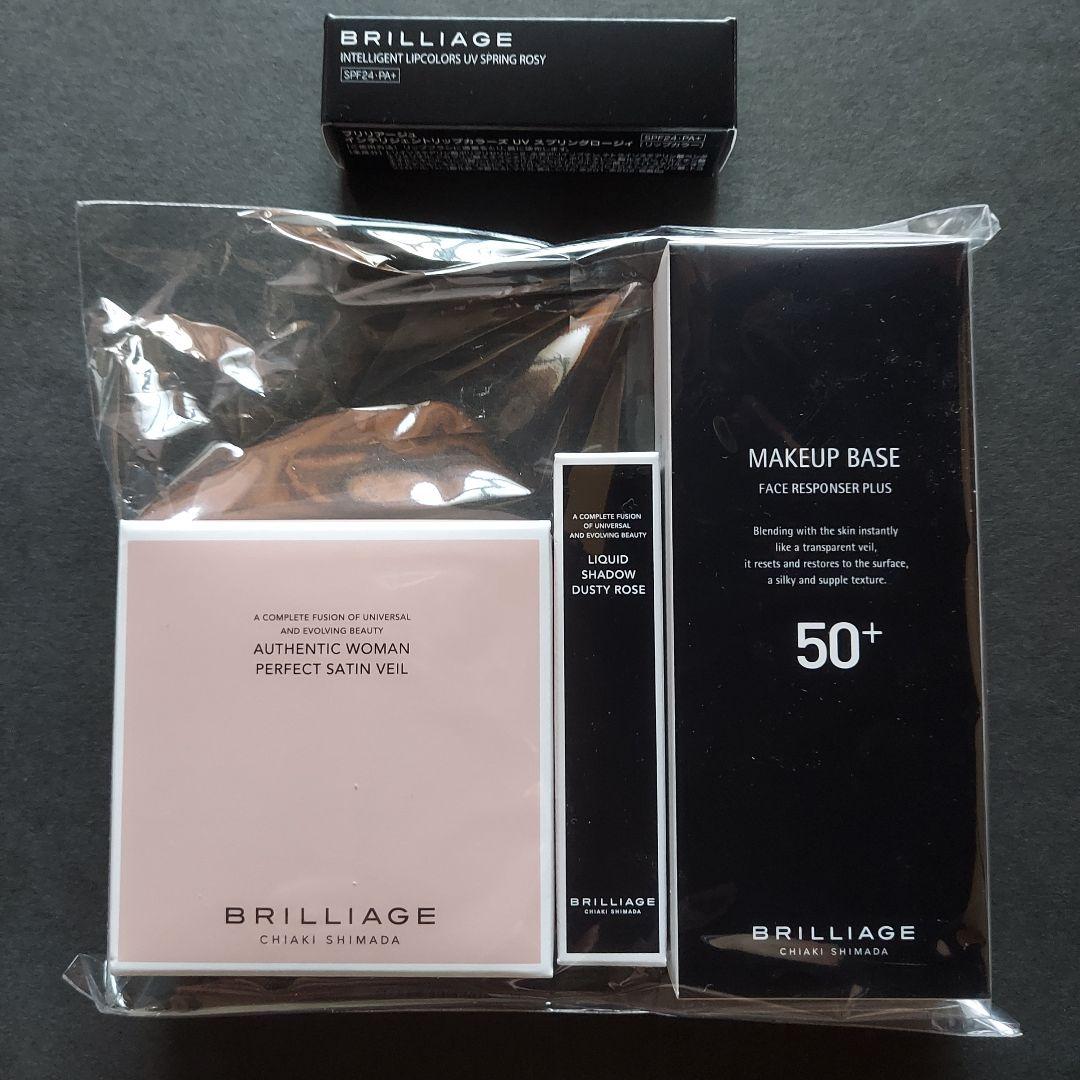 BRILLIAGE
INTELLIGENT LIPCOLORS UV SPRING ROSY
SPF24・PA+
ブリリアージュ
インテリジェントリップカラーズ UV スプリングロージィ
SPF24・PA+
リップカラー
A COMPLETE FUSION OF UNIVERSAL
AND EVOLVING BEAUTY
AUTHENTIC WOMAN
PERFECT SATIN VEIL
BRILLIAGE
CHIAKI SHIMADA
A COMPLETE FUSION
OF UNIVERSAL
AND EVOLVING BEAUTY
LIQUID
SHADOW
DUSTY ROSE
BRILLIAGE
CHIAKI SHIMADA
MAKEUP BASE
FACE RESPONSER PLUS
Blending with the skin instantly
like a transparent veil,
it resets and restores to the surface,
a silky and supple texture.
50+
BRILLIAGE
CHIAKI SHIMADA